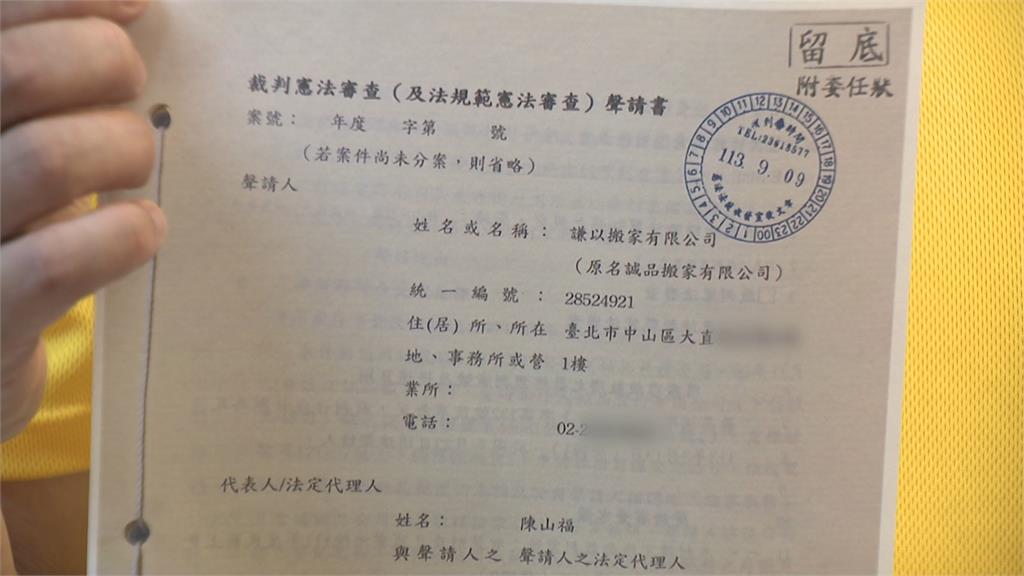 留底
附委任狀
裁判憲法審查（及法規範憲法審查）聲請書
案號： 年度 字第 號
（若案件尚未分案，則省略）
聲請人
姓名或名稱： 謙以搬家有限公司
（原名誠品搬家有限公司）
統一編號： 28524921
住(居)所、所在 臺北市中山區大直
地、事務所或營 1樓
業所：
電話： 02-2
代表人/法定代理人
姓名： 陳山福
與聲請人之 聲請人之法定代理人
TEL:23618577
113 9. 09